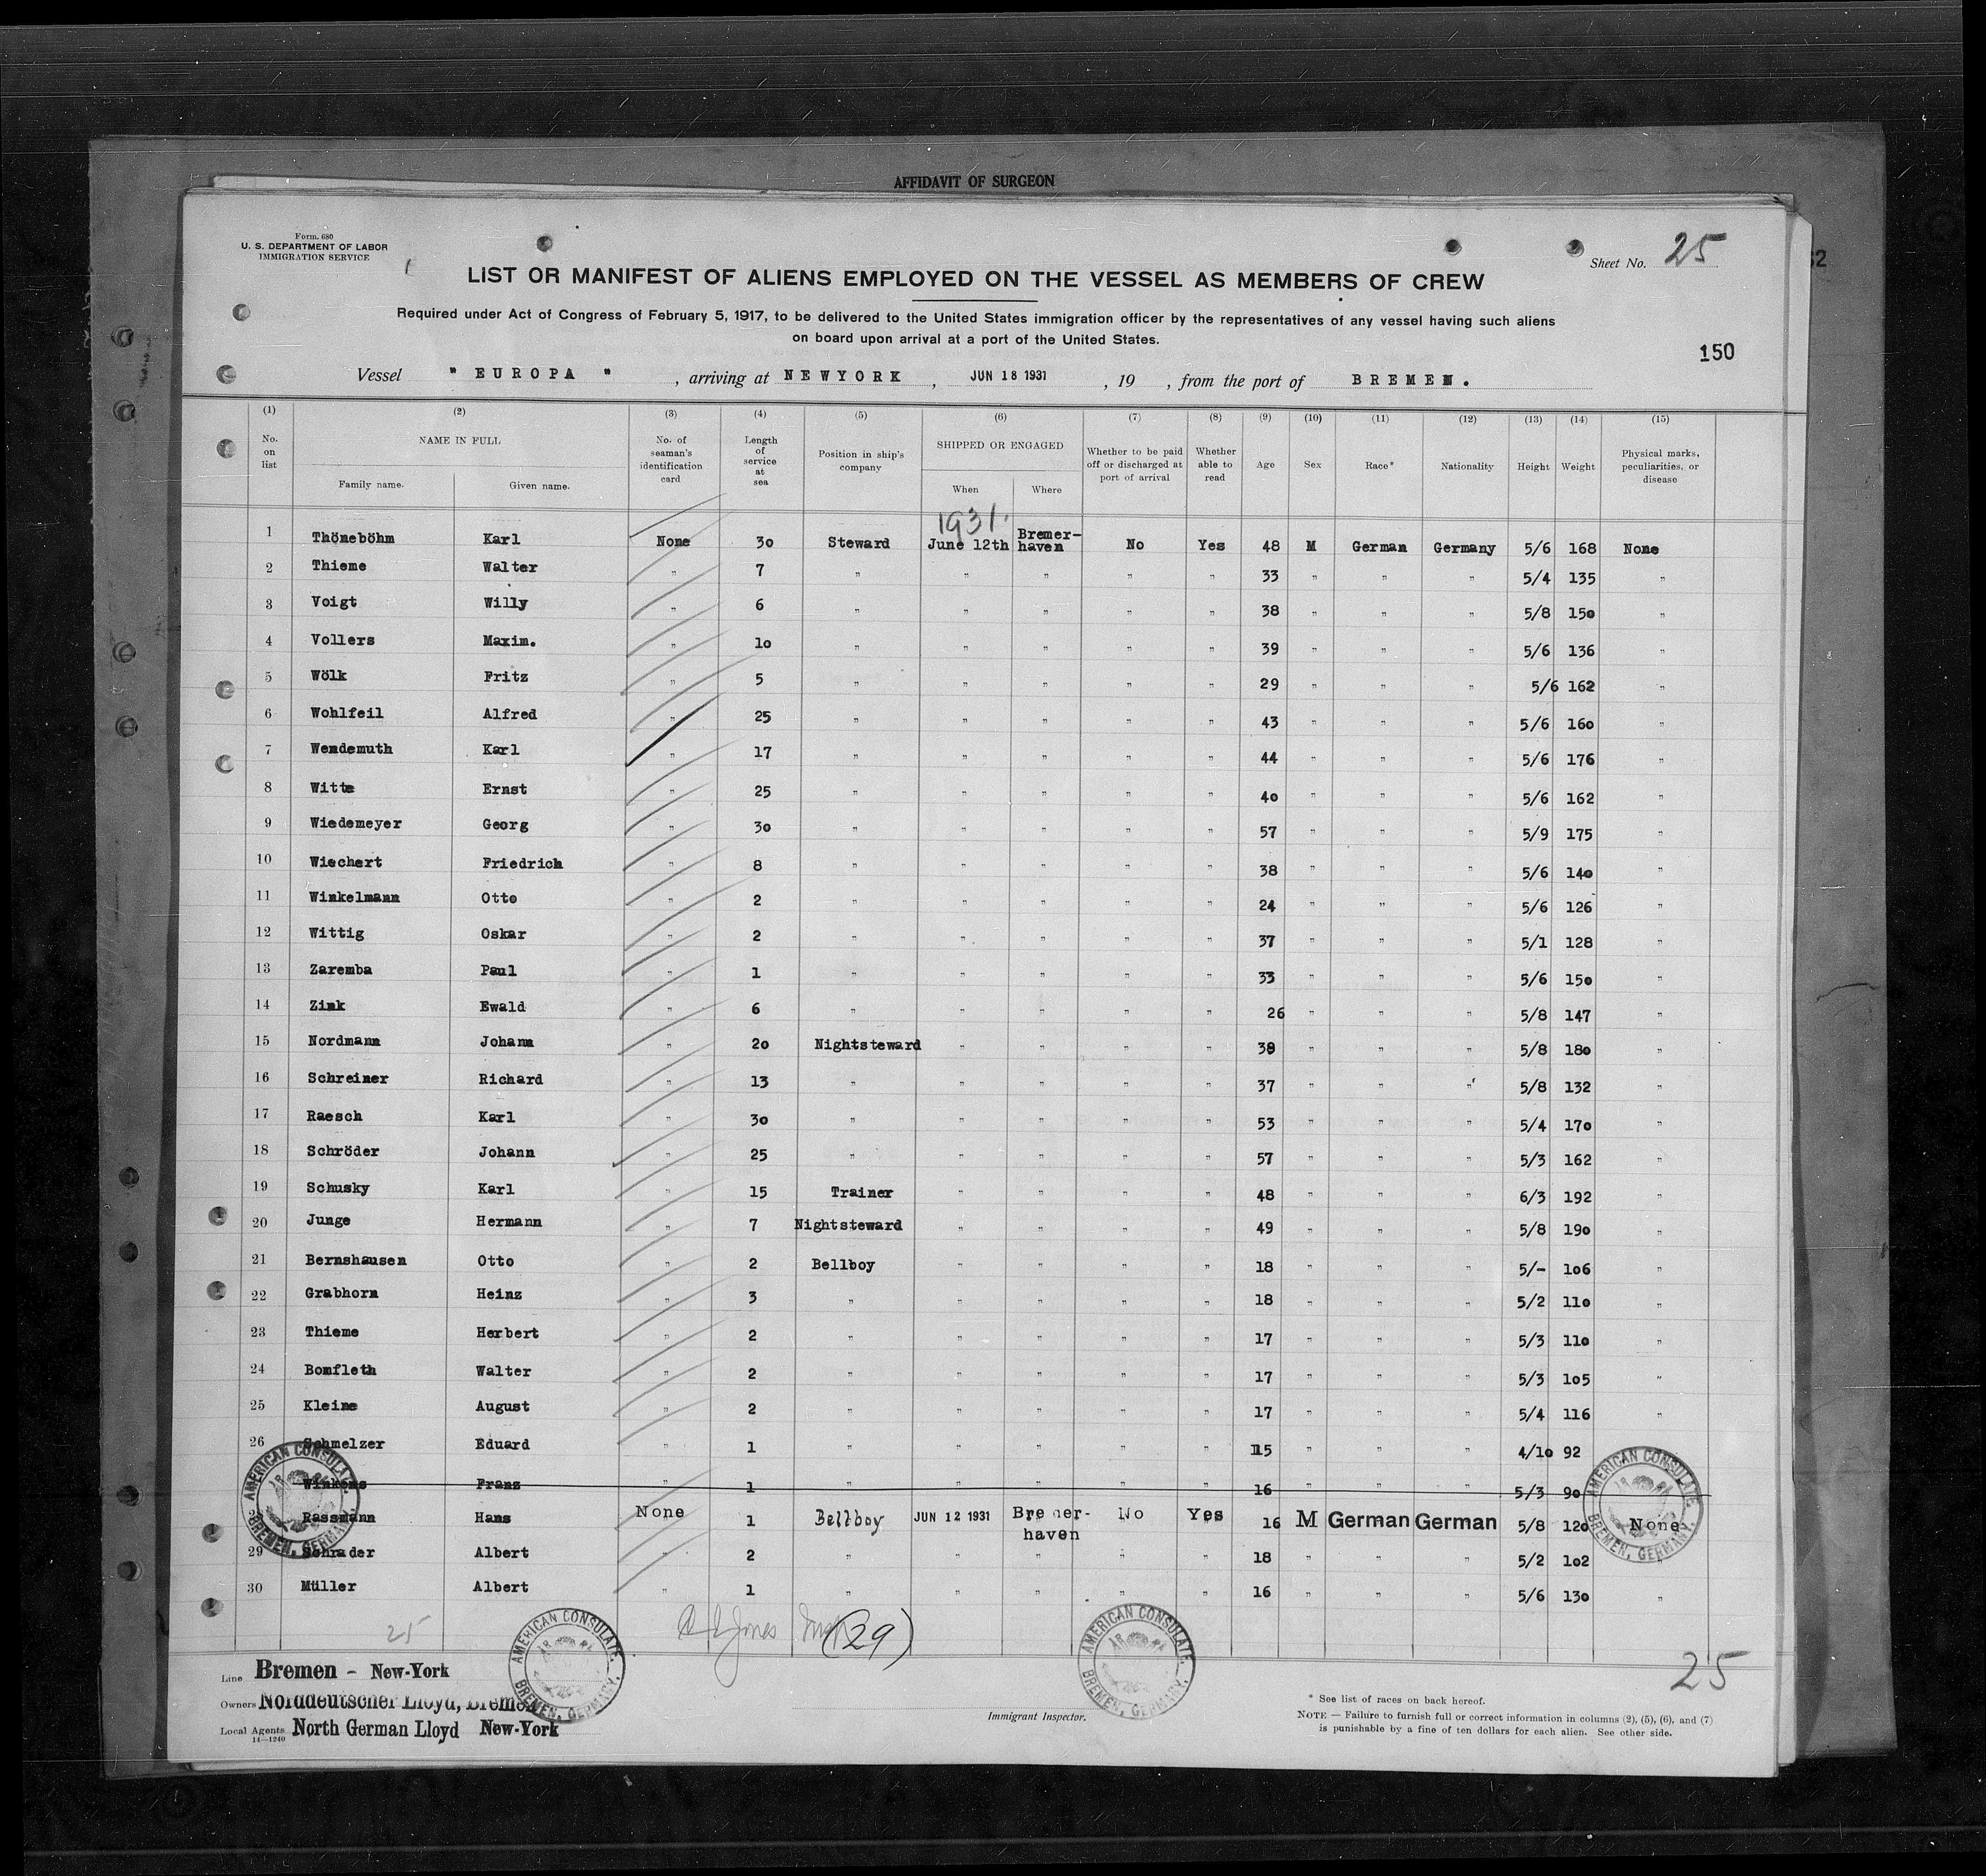 AFFIDAVIT OF SURGEON
Form. 680
U. S. DEPARTMENT OF LABOR
IMMIGRATION SERVICE
Sheet No. 25
LIST OR MANIFEST OF ALIENS EMPLOYED ON THE VESSEL AS MEMBERS OF CREW
Required under Act of Congress of February 5, 1917, to be delivered to the United States immigration officer by the representatives of any vessel having such aliens
on board upon arrival at a port of the United States.
150
Vessel " EUROPA " , arriving at NEWYORK , JUN 18 1931 , 19 , from the port of BREMEN.
(1) (2) (3) (4) (5) (6) (7) (8) (9) (10) (11) (12) (13) (14) (15)
No. on list NAME IN FULL Family name. Given name. No. of seaman's identification card Length of service at sea Position in ship's company SHIPPED OR ENGAGED When Where Whether to be paid off or discharged at port of arrival Whether able to read Age Sex Race* Nationality Height Weight Physical marks, peculiarities, or disease
1931
1 Thöneböhm Karl None 30 Steward June 12th Bremer-haven No Yes 48 M German Germany 5/6 168 None
2 Thieme Walter " 7 " " " " " 33 " " " 5/4 135 "
3 Voigt Willy " 6 " " " " " 38 " " " 5/8 150 "
4 Vollers Maxim. " 10 " " " " " 39 " " " 5/6 136 "
5 Wölk Fritz " 5 " " " " " 29 " " " 5/6 162 "
6 Wohlfeil Alfred " 25 " " " " " 43 " " " 5/6 160 "
7 Wendemuth Karl " 17 " " " " " 44 " " " 5/6 176 "
8 Witte Ernst " 25 " " " " " 40 " " " 5/6 162 "
9 Wiedemeyer Georg " 30 " " " " " 57 " " " 5/9 175 "
10 Wiechert Friedrich " 8 " " " " " 38 " " " 5/6 140 "
11 Winkelmann Otto " 2 " " " " " 24 " " " 5/6 126 "
12 Wittig Oskar " 2 " " " " " 37 " " " 5/1 128 "
13 Zaremba Paul " 1 " " " " " 33 " " " 5/6 150 "
14 Zink Ewald " 6 " " " " " 26 " " " 5/8 147 "
15 Nordmann Johann " 20 Nightsteward " " " " " " " 5/8 180 "
16 Schreiner Richard " 13 " " " " " 37 " " " 5/8 132 "
17 Raesch Karl " 30 " " " " " 53 " " " 5/4 170 "
18 Schröder Johann " 25 " " " " " 57 " " " 5/3 162 "
19 Schusky Karl " 15 Trainer " " " " 48 " " " 6/3 192 "
20 Junge Hermann " 7 Nightsteward " " " " 49 " " " 5/8 190 "
21 Bernshausen Otto " 2 Bellboy " " " " 18 " " " 5/- 106 "
22 Grabhorn Heinz " 3 " " " " " 18 " " " 5/2 110 "
23 Thieme Herbert " 2 " " " " " 17 " " " 5/3 110 "
24 Bomfleth Walter " 2 " " " " " 17 " " " 5/3 105 "
25 Kleine August " 2 " " " " " 17 " " " 5/4 116 "
26 Schmelzer Eduard " 1 " " " " " 15 " " " 4/10 92 "
Winkens Franz " 1 " " " " " 16 " " " 5/3 90
Rassmann Hans None 1 Bellboy JUN 12 1931 Bremer-haven No Yes 16 M German German 5/8 120 None
29 Schrader Albert " 2 " " " " " 18 " " " 5/2 102 "
30 Müller Albert " 1 " " " " " 16 " " " 5/6 130 "
25
(29)
AMERICAN CONSULATE. BREMEN, GERMANY.
AMERICAN CONSULATE. BREMEN, GERMANY.
AMERICAN CONSULATE. BREMEN, GERMANY.
AMERICAN CONSULATE. BREMEN, GERMANY.
25
Line Bremen - New-York
Owners Norddeutscher Lloyd, Bremen
Local Agents North German Lloyd New-York
14—1240
Immigrant Inspector.
* See list of races on back hereof.
NOTE — Failure to furnish full or correct information in columns (2), (5), (6), and (7)
is punishable by a fine of ten dollars for each alien. See other side.